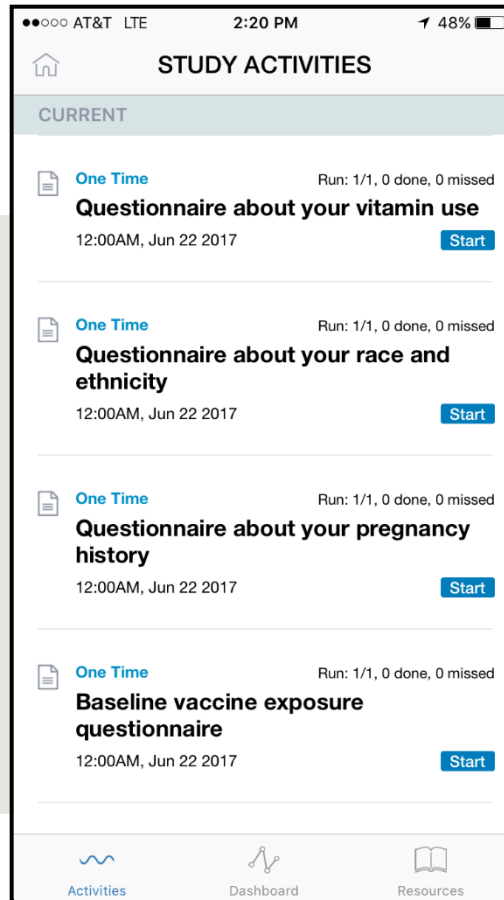 AT&T LTE 2:20 PM 48%
STUDY ACTIVITIES
CURRENT
One Time Run: 1/1, 0 done, 0 missed
Questionnaire about your vitamin use
12:00AM, Jun 22 2017 Start
One Time Run: 1/1, 0 done, 0 missed
Questionnaire about your race and
ethnicity
12:00AM, Jun 22 2017 Start
One Time Run: 1/1, 0 done, 0 missed
Questionnaire about your pregnancy
history
12:00AM, Jun 22 2017 Start
One Time Run: 1/1, 0 done, 0 missed
Baseline vaccine exposure
questionnaire
12:00AM, Jun 22 2017 Start
Activities Dashboard Resources